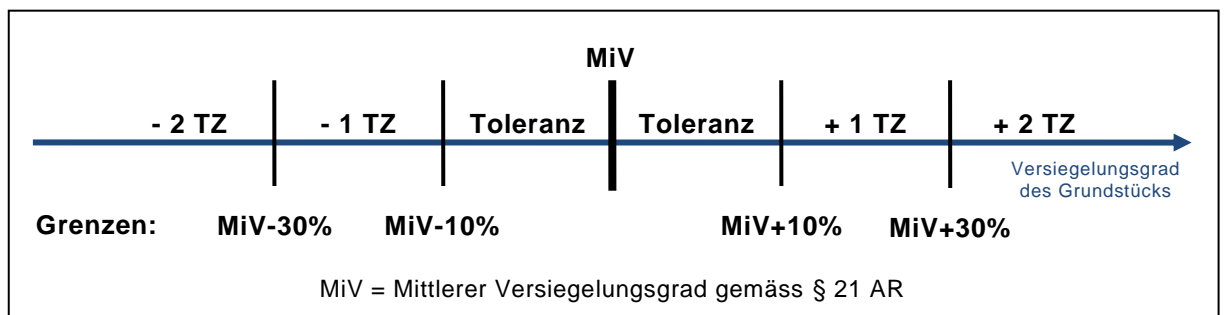 MiV
- 2 TZ - 1 TZ Toleranz Toleranz + 1 TZ + 2 TZ
Versiegelungsgrad
des Grundstücks
Grenzen: MiV-30% MiV-10% MiV+10% MiV+30%
MiV = Mittlerer Versiegelungsgrad gemäss § 21 AR